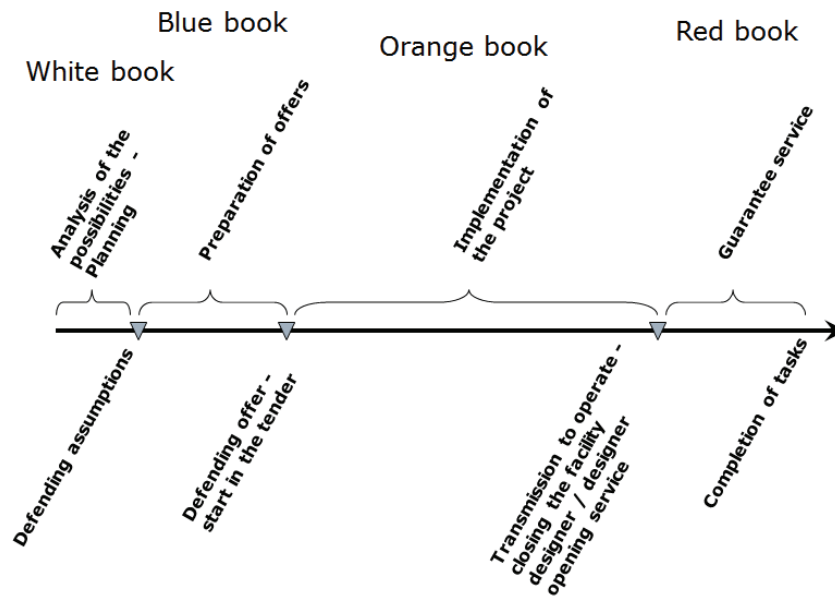 White book
Blue book
Orange book
Red book
Analysis of the
possibilities -
Planning
Preparation of offers
Implementation of
the project
Guarantee service
Defending assumptions
Defending offer -
start in the tender
Transmission to operate -
closing the facility
designer / designer
opening service
Completion of tasks